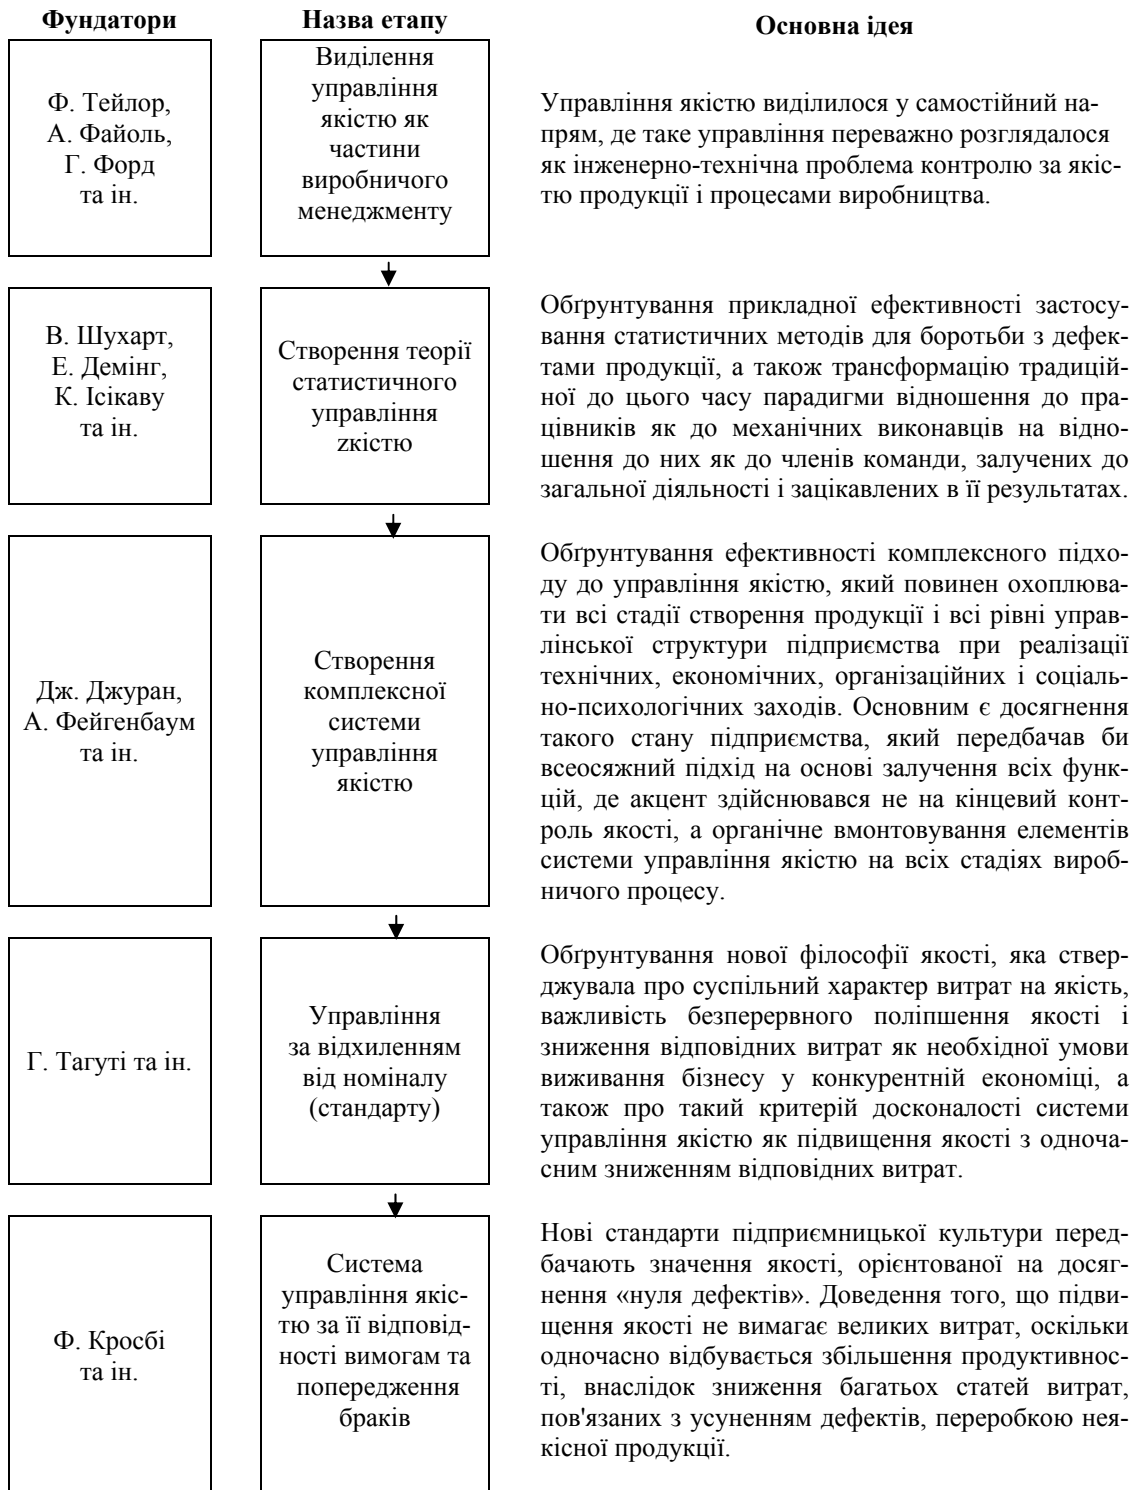 Фундатори
Назва етапу
Основна ідея
Ф. Тейлор,
А. Файоль,
Г. Форд
та ін.
Виділення
управління
якістю як
частини
виробничого
менеджменту
Управління якістю виділилося у самостійний на-
прям, де таке управління переважно розглядалося
як інженерно-технічна проблема контролю за якіс-
тю продукції і процесами виробництва.
В. Шухарт,
Е. Демінг,
К. Ісікаву
та ін.
Створення теорії
статистичного
управління
zкістю
Обґрунтування прикладної ефективності застосу-
вання статистичних методів для боротьби з дефек-
тами продукції, а також трансформацію традицій-
ної до цього часу парадигми відношення до пра-
цівників як до механічних виконавців на відно-
шення до них як до членів команди, залучених до
загальної діяльності і зацікавлених в її результатах.
Дж. Джуран,
А. Фейгенбаум
та ін.
Створення
комплексної
системи
управління
якістю
Обґрунтування ефективності комплексного підхо-
ду до управління якістю, який повинен охоплюва-
ти всі стадії створення продукції і всі рівні управ-
лінської структури підприємства при реалізації
технічних, економічних, організаційних і соціаль-
но-психологічних заходів. Основним є досягнення
такого стану підприємства, який передбачав би
всеосяжний підхід на основі залучення всіх функ-
цій, де акцент здійснювався не на кінцевий конт-
роль якості, а органічне вмонтовування елементів
системи управління якістю на всіх стадіях вироб-
ничого процесу.
Г. Тагуті та ін.
Управління
за відхиленням
від номіналу
(стандарту)
Обґрунтування нової філософії якості, яка ствер-
джувала про суспільний характер витрат на якість,
важливість безперервного поліпшення якості і
зниження відповідних витрат як необхідної умови
виживання бізнесу у конкурентній економіці, а
також про такий критерій досконалості системи
управління якістю як підвищення якості з одноча-
сним зниженням відповідних витрат.
Ф. Кросбі
та ін.
Система
управління якіс-
тю за її відповід-
ності вимогам та
попередження
браків
Нові стандарти підприємницької культури перед-
бачають значення якості, орієнтованої на досяг-
нення «нуля дефектів». Доведення того, що підви-
щення якості не вимагає великих витрат, оскільки
одночасно відбувається збільшення продуктивнос-
ті, внаслідок зниження багатьох статей витрат,
пов'язаних з усуненням дефектів, переробкою нея-
кісної продукції.